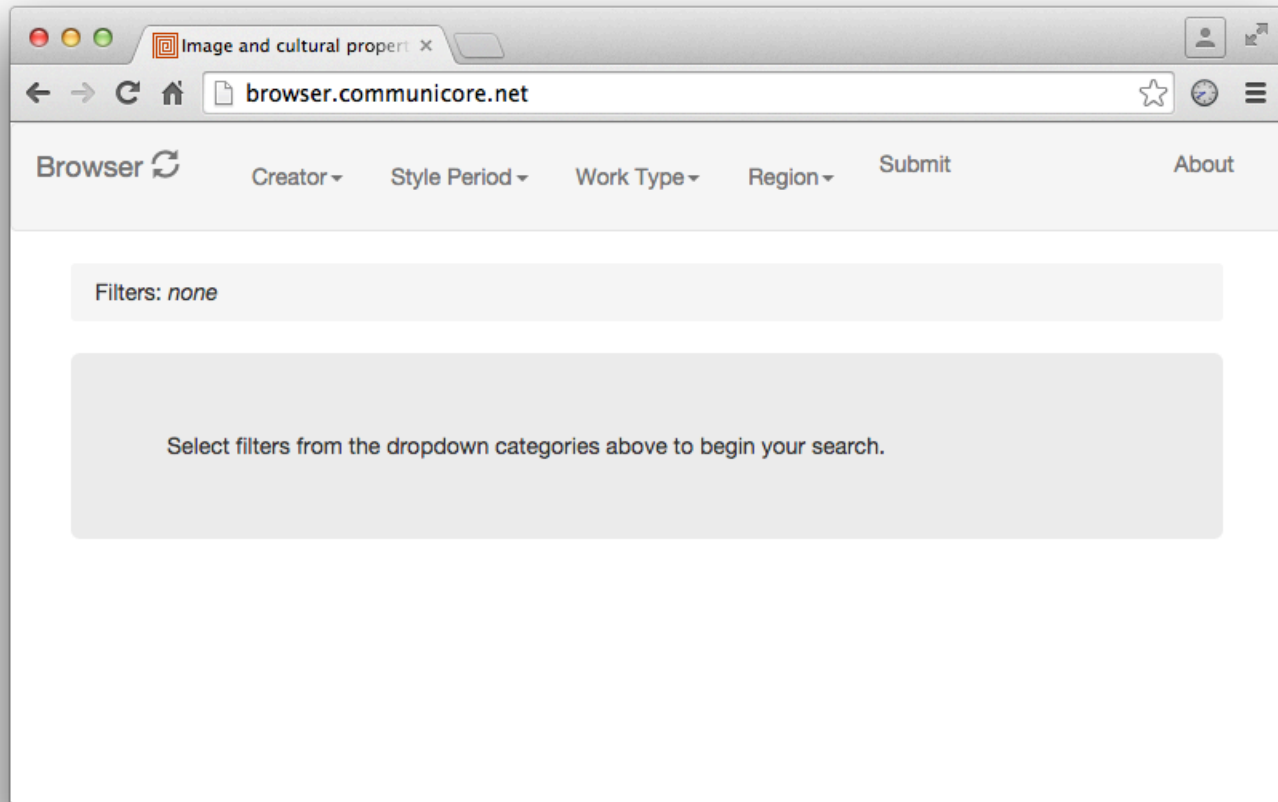 Image and cultural propert
browser.communicore.net
Browser Creator Style Period Work Type Region Submit About
Filters: none
Select filters from the dropdown categories above to begin your search.